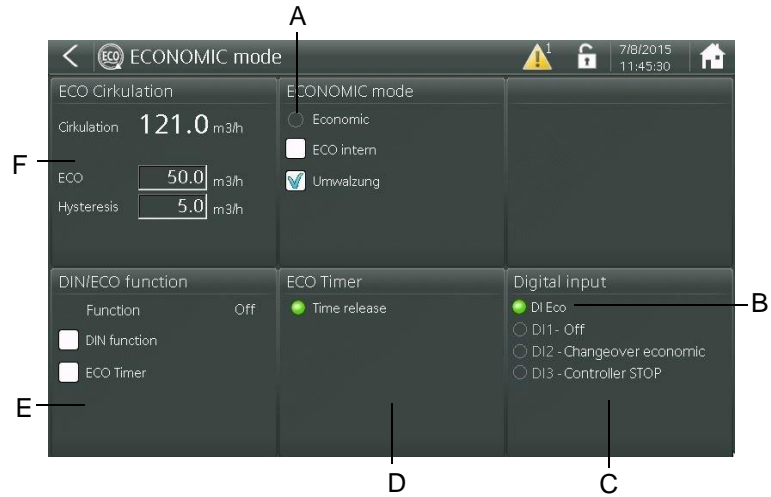 A
ECO ECONOMIC mode
1
7/8/2015
11:45:30
ECO Cirkulation
Cirkulation 121.0 m3/h
ECO 50.0 m3/h
Hysteresis 5.0 m3/h
F
ECONOMIC mode
Economic
ECO intern
Umwalzung
DIN/ECO function
Function Off
DIN function
ECO Timer
E
ECO Timer
Time release
D
Digital input
DI Eco
B
DI1- Off
DI2 - Changeover economic
DI3 - Controller STOP
C